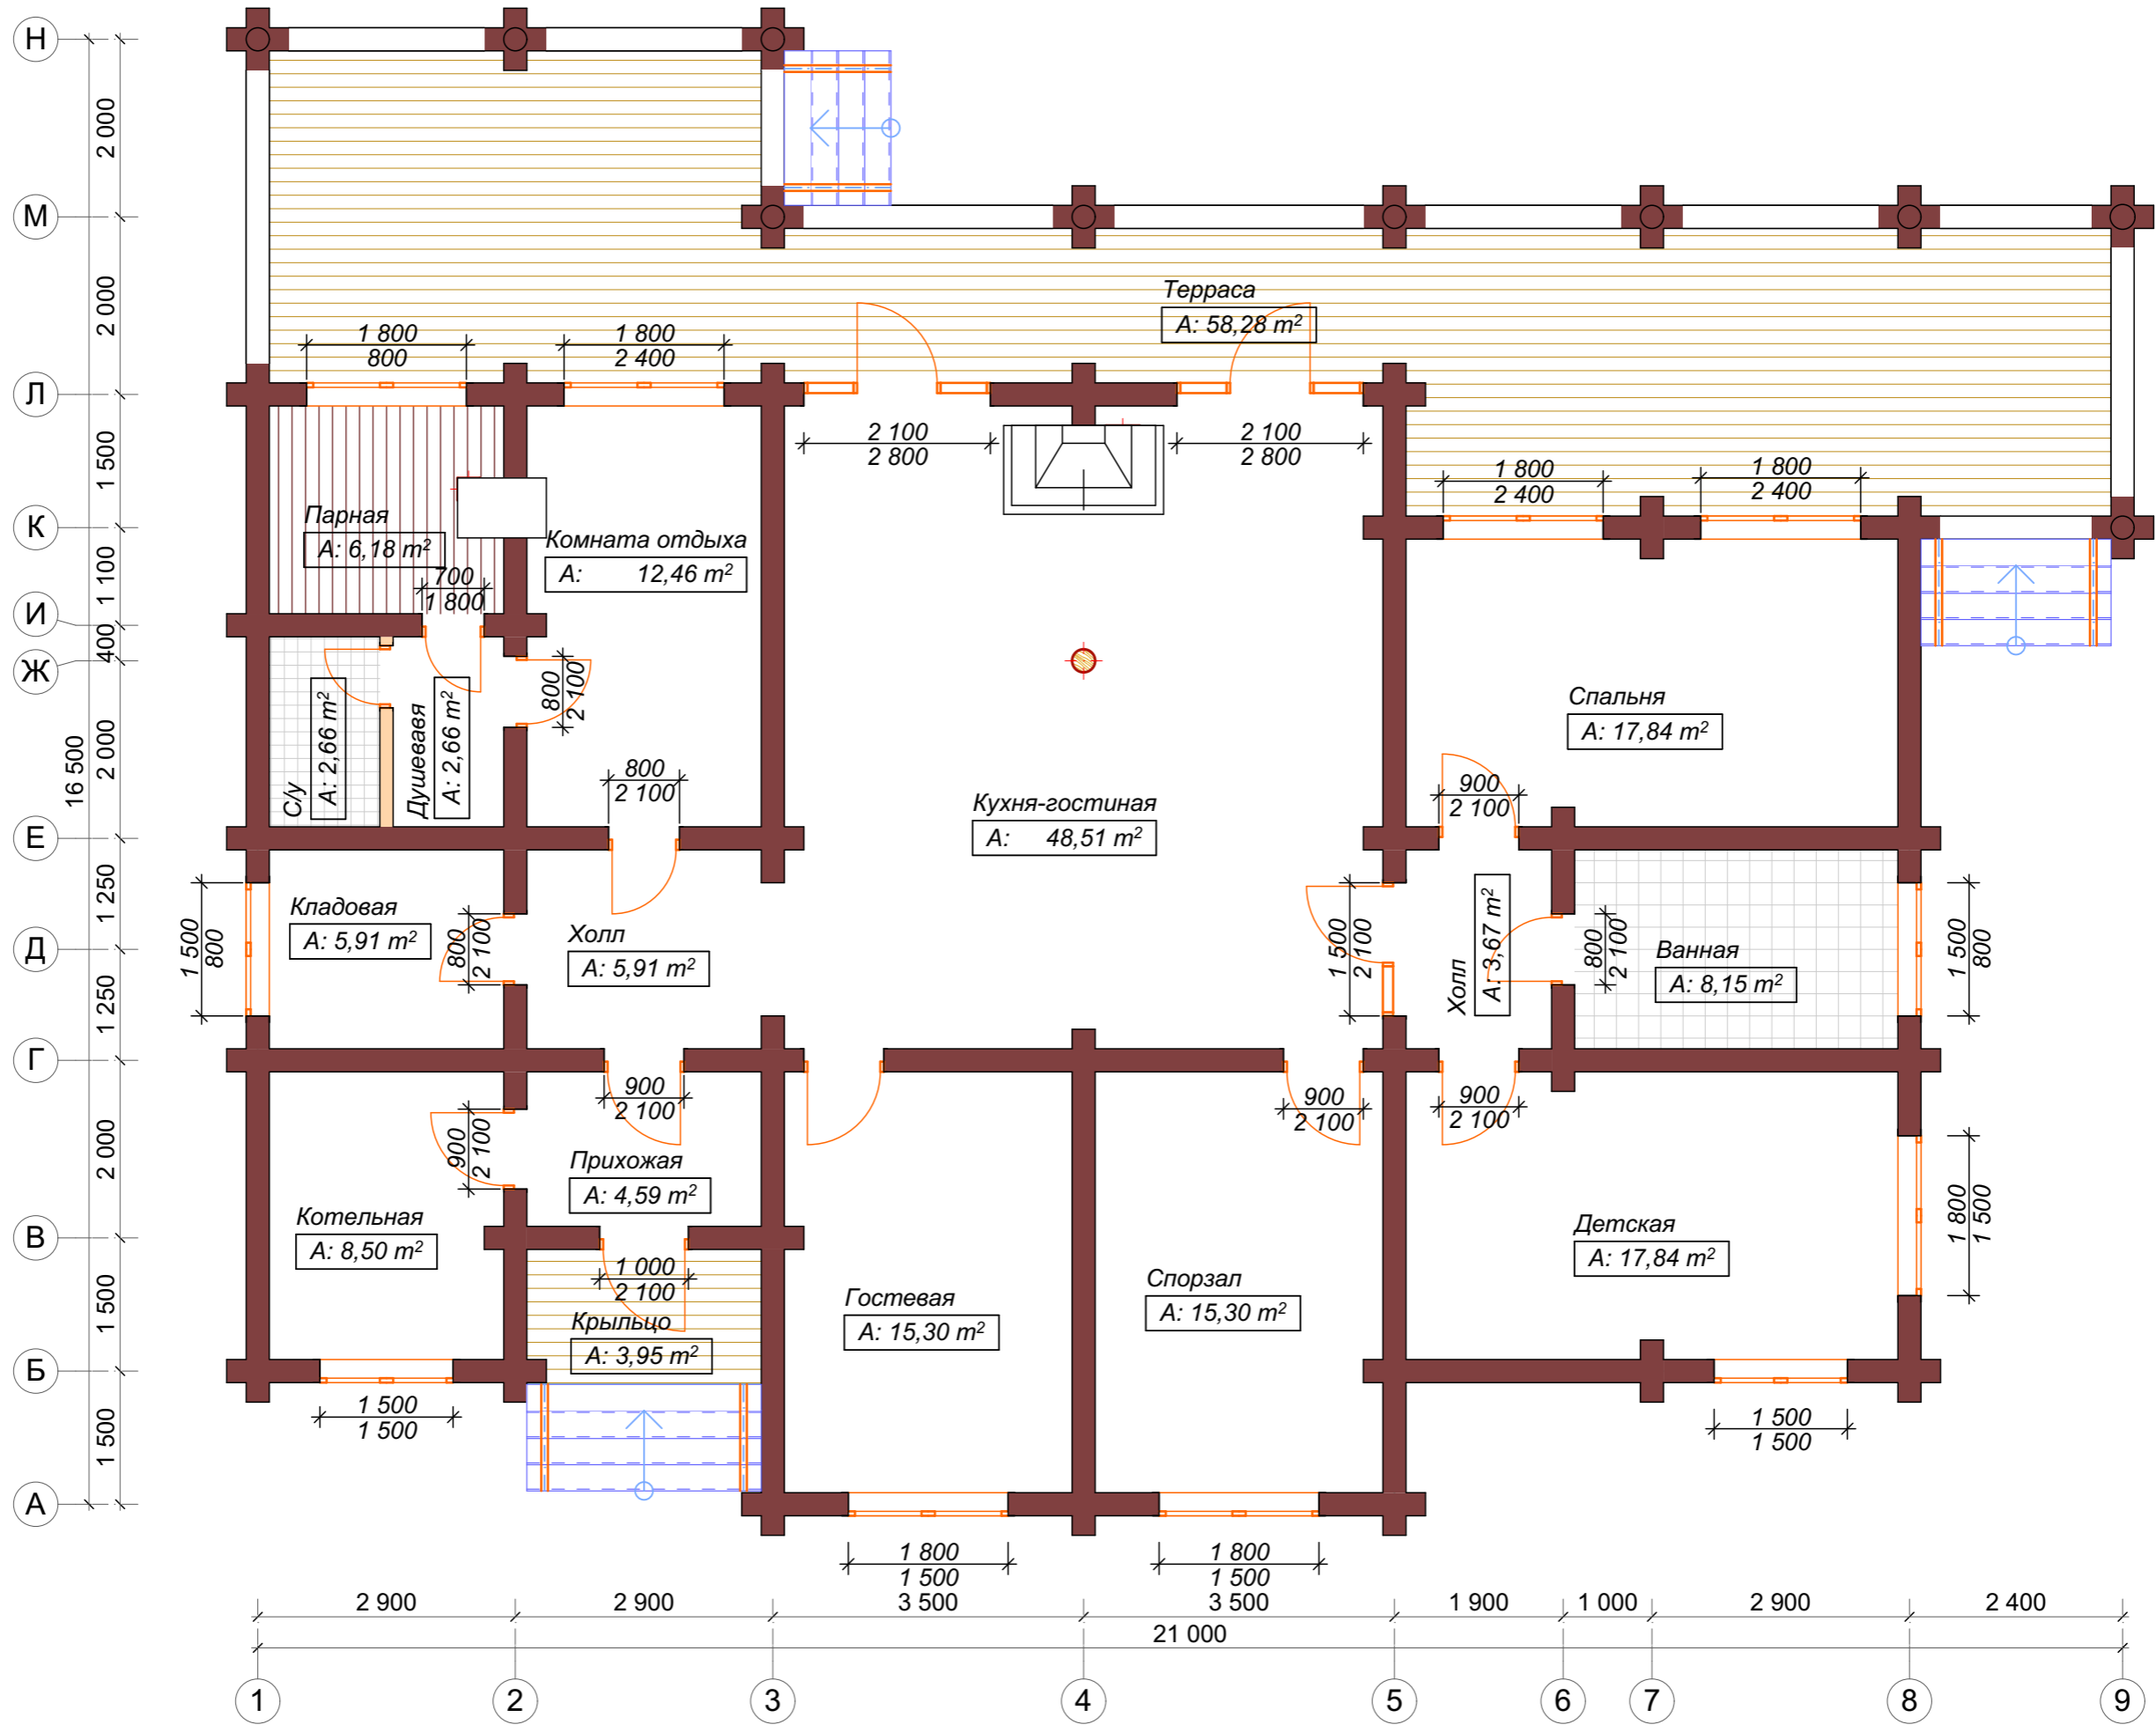 Н
2 000
М
2 000
Терраса
А: 58,28 m²
1 800
800
1 800
2 400
Л
2 100
2 800
2 100
2 800
1 500
1 800
2 400
1 800
2 400
Парная
А: 6,18 m²
К
Комната отдыха
А: 12,46 m²
700
1 800
1 100
И
400
Ж
800
2 100
С/у
А: 2,66 m²
Душевавя
А: 2,66 m²
Спальня
А: 17,84 m²
16 500
2 000
800
2 100
Кухня-гостиная
А: 48,51 m²
900
2 100
Е
1 250
Кладовая
А: 5,91 m²
1 500
800
800
2 100
Холл
А: 5,91 m²
1 500
2 100
Холл
А: 3,67 m²
800
2 100
Ванная
А: 8,15 m²
1 500
800
Д
1 250
Г
900
2 100
900
2 100
900
2 100
900
2 100
2 000
Прихожая
А: 4,59 m²
Котельная
А: 8,50 m²
1 800
1 500
Детская
А: 17,84 m²
В
1 000
2 100
Гостевая
А: 15,30 m²
Спорзал
А: 15,30 m²
1 500
Крыльцо
А: 3,95 m²
Б
1 500
1 500
1 500
1 500
1 500
А
1 800
1 500
1 800
1 500
2 900
2 900
3 500
3 500
1 900
1 000
2 900
2 400
21 000
1
2
3
4
5
6
7
8
9